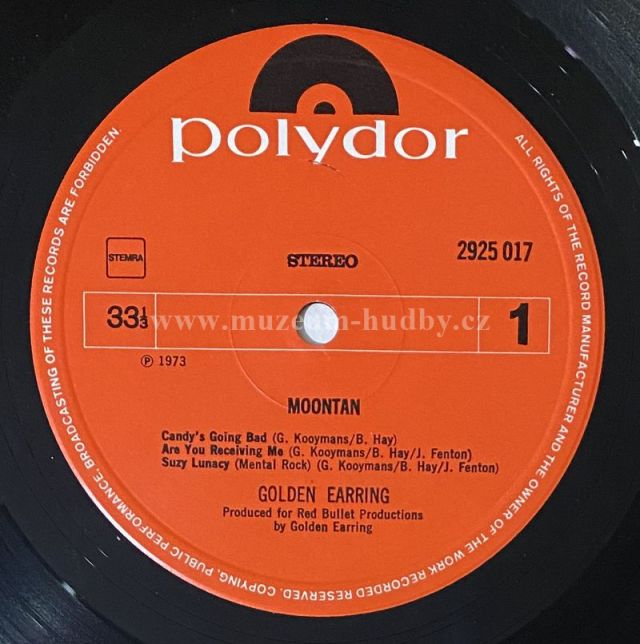 polydor
STEMRA
STEREO
2925 017
33⅓
1
www.muzeum-hudby.cz
℗ 1973
MOONTAN
Candy's Going Bad (G. Kooymans/B. Hay)
Are You Receiving Me (G. Kooymans/B. Hay/J. Fenton)
Suzy Lunacy (Mental Rock) (G. Kooymans/B. Hay/J. Fenton)
GOLDEN EARRING
Produced for Red Bullet Productions
by Golden Earring
ALL RIGHTS OF THE RECORD MANUFACTURER AND THE OWNER OF THE WORK RECORDED RESERVED. COPYING, PUBLIC PERFORMANCE, BROADCASTING OF THESE RECORDS ARE FORBIDDEN.